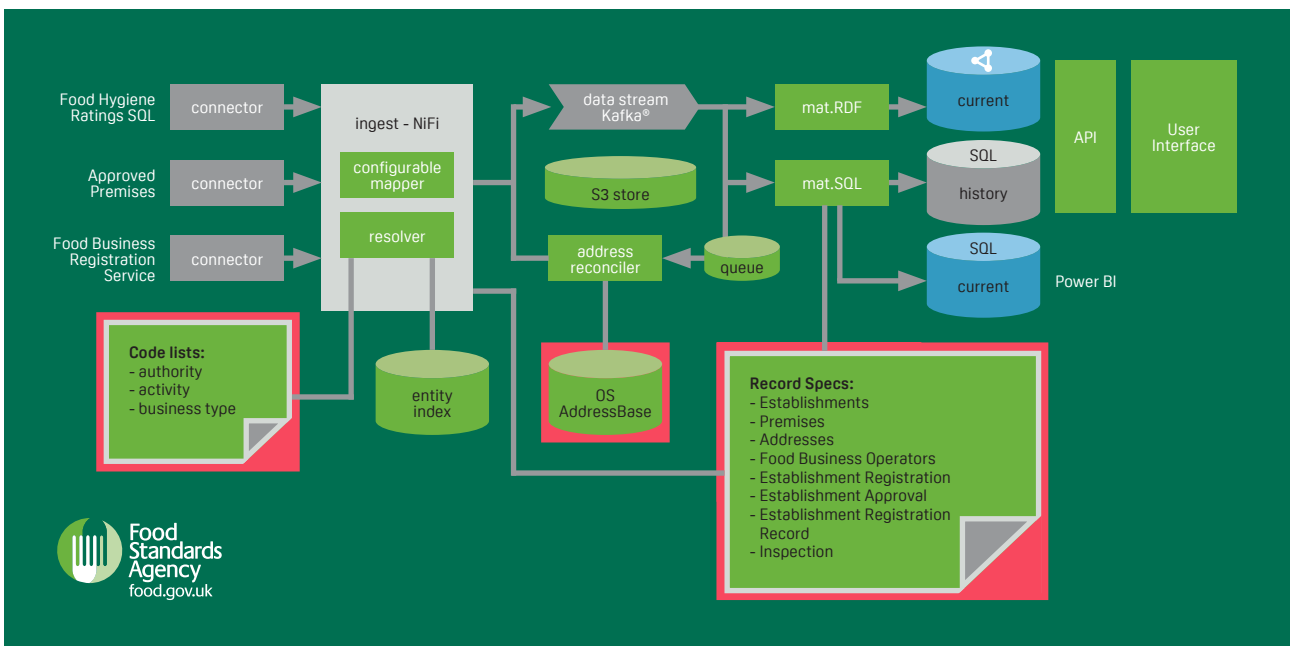 Food Hygiene
Ratings SQL
connector
Approved
Premises
connector
Food Business
Registration
Service
connector
ingest - NiFi
configurable
mapper
resolver
data stream
Kafka®
S3 store
address
reconciler
queue
mat.RDF
mat.SQL
current
SQL
history
SQL
current
API
User
Interface
Power BI
Code lists:
- authority
- activity
- business type
entity
index
OS
AddressBase
Record Specs:
- Establishments
- Premises
- Addresses
- Food Business Operators
- Establishment Registration
- Establishment Approval
- Establishment Registration
Record
- Inspection
Food
Standards
Agency
food.gov.uk